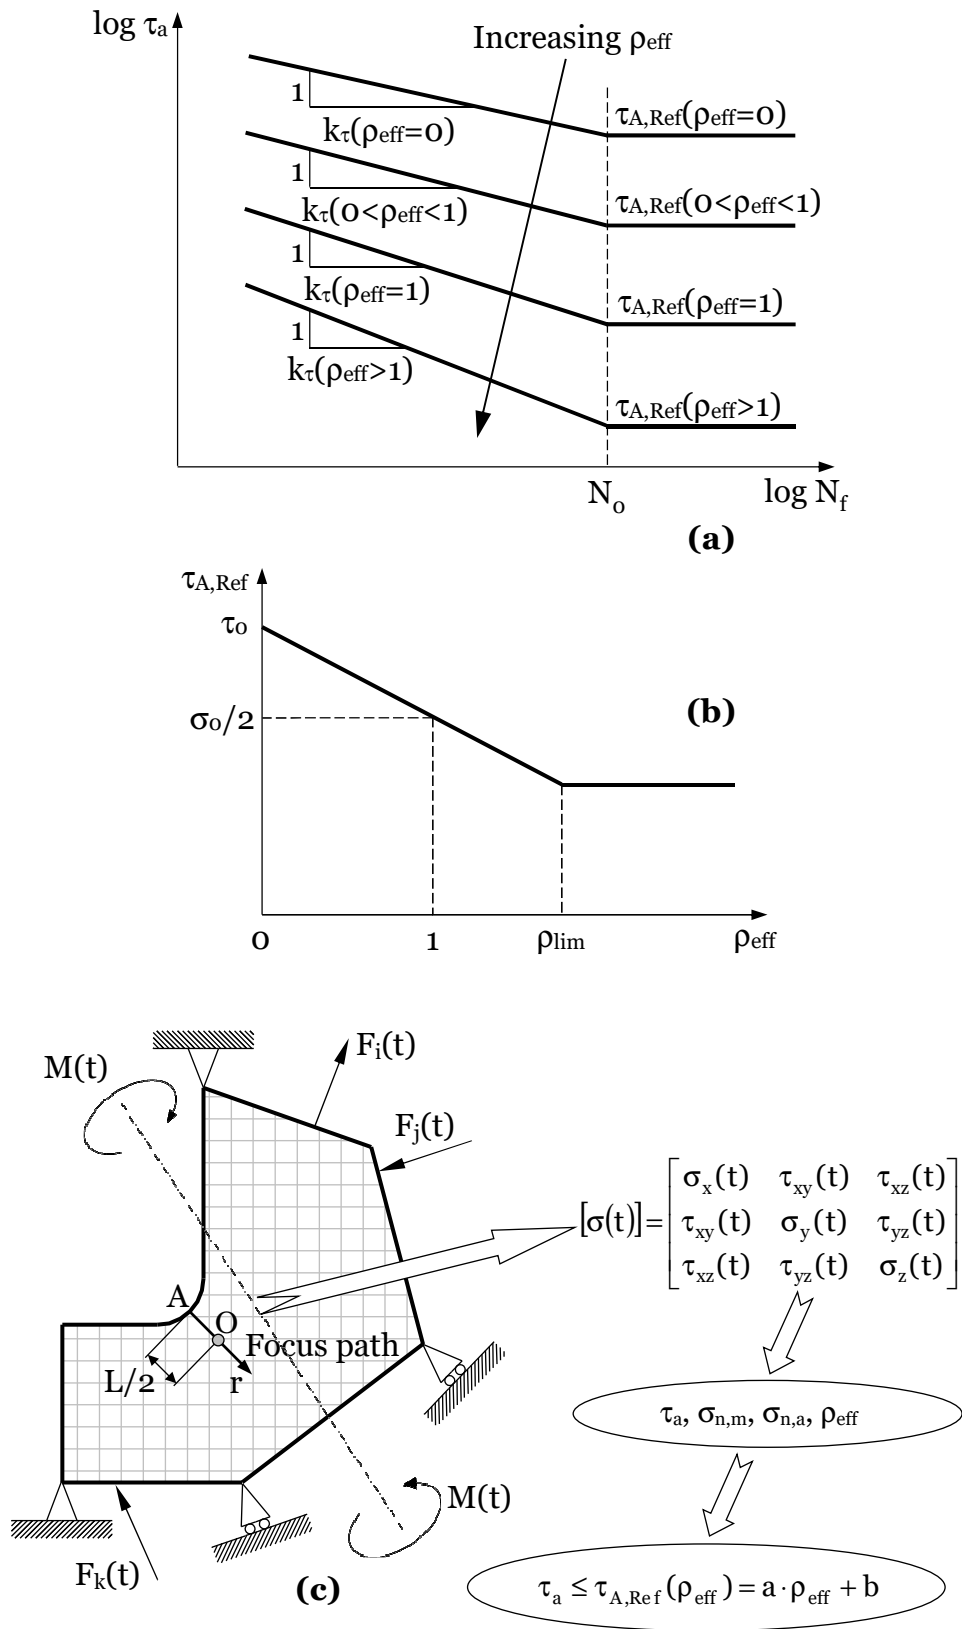 log τa
Increasing ρeff
1
kτ(ρeff=0)
τA,Ref(ρeff=0)
1
kτ(0<ρeff<1)
τA,Ref(0<ρeff<1)
1
kτ(ρeff=1)
τA,Ref(ρeff=1)
1
kτ(ρeff>1)
τA,Ref(ρeff>1)
No
log Nf
(a)
τA,Ref
τ0
σ0/2
(b)
0
1
ρlim
ρeff
Fi(t)
M(t)
Fj(t)
[σ(t)]=
σx(t) τxy(t) τxz(t)
τxy(t) σy(t) τyz(t)
τxz(t) τyz(t) σz(t)
A
O
Focus path
L/2
r
τa, σn,m, σn,a, ρeff
M(t)
Fk(t)
(c)
τa ≤ τA,Ref(ρeff) = a·ρeff + b